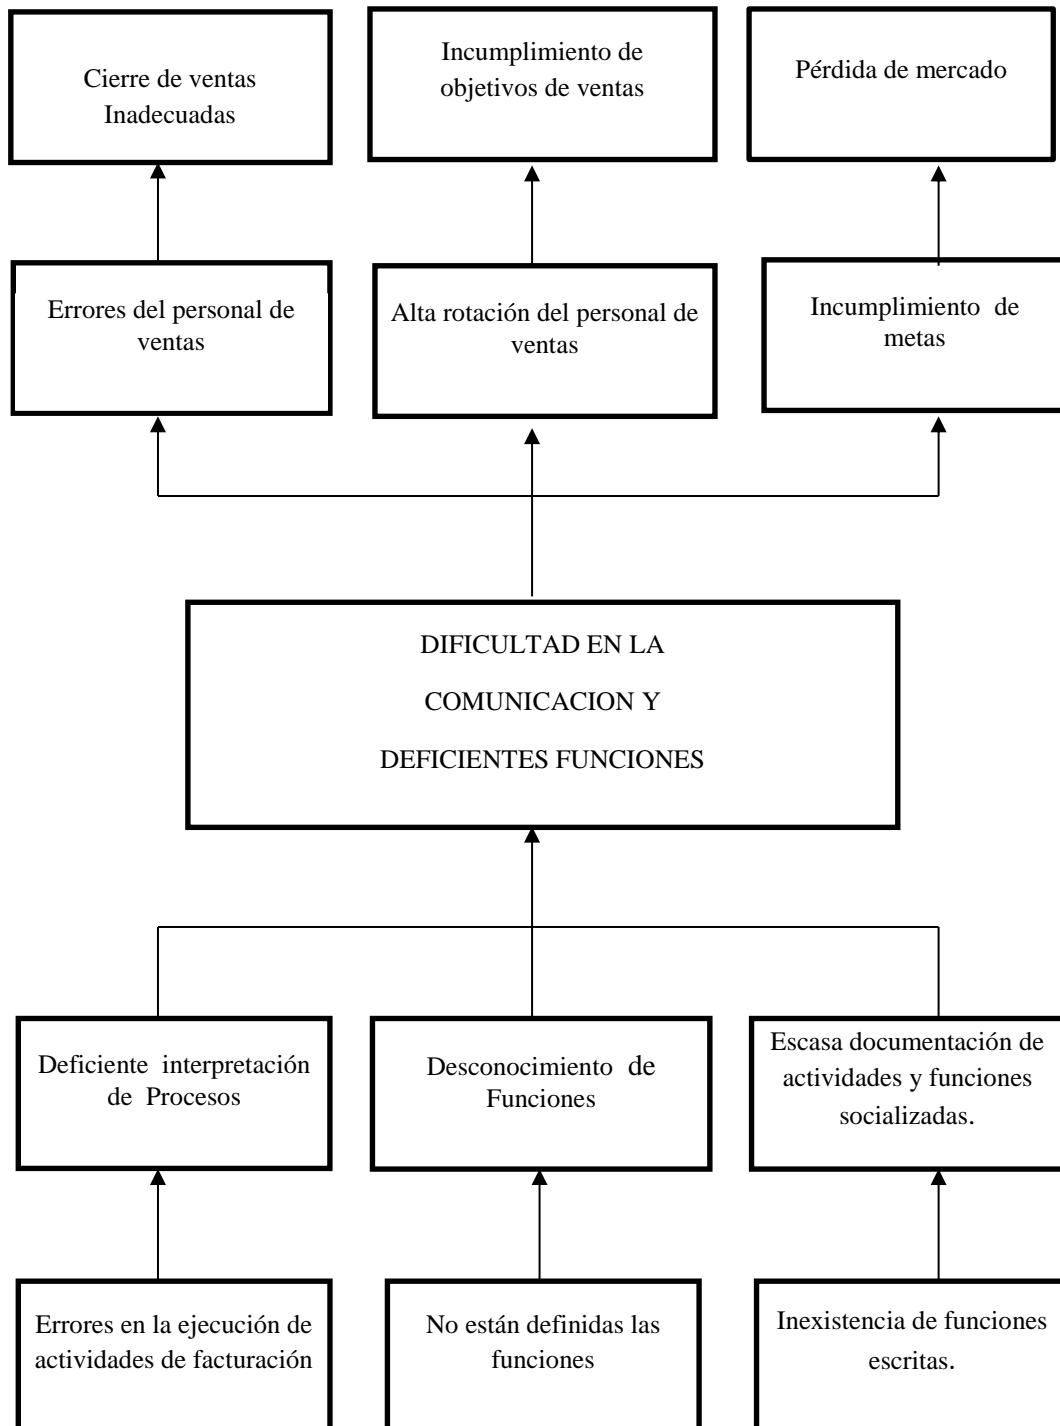 Cierre de ventas
Inadecuadas
Incumplimiento de
objetivos de ventas
Pérdida de mercado
Errores del personal de
ventas
Alta rotación del personal de
ventas
Incumplimiento de
metas
DIFICULTAD EN LA
COMUNICACION Y
DEFICIENTES FUNCIONES
Deficiente interpretación
de Procesos
Desconocimiento de
Funciones
Escasa documentación de
actividades y funciones
socializadas.
Errores en la ejecución de
actividades de facturación
No están definidas las
funciones
Inexistencia de funciones
escritas.